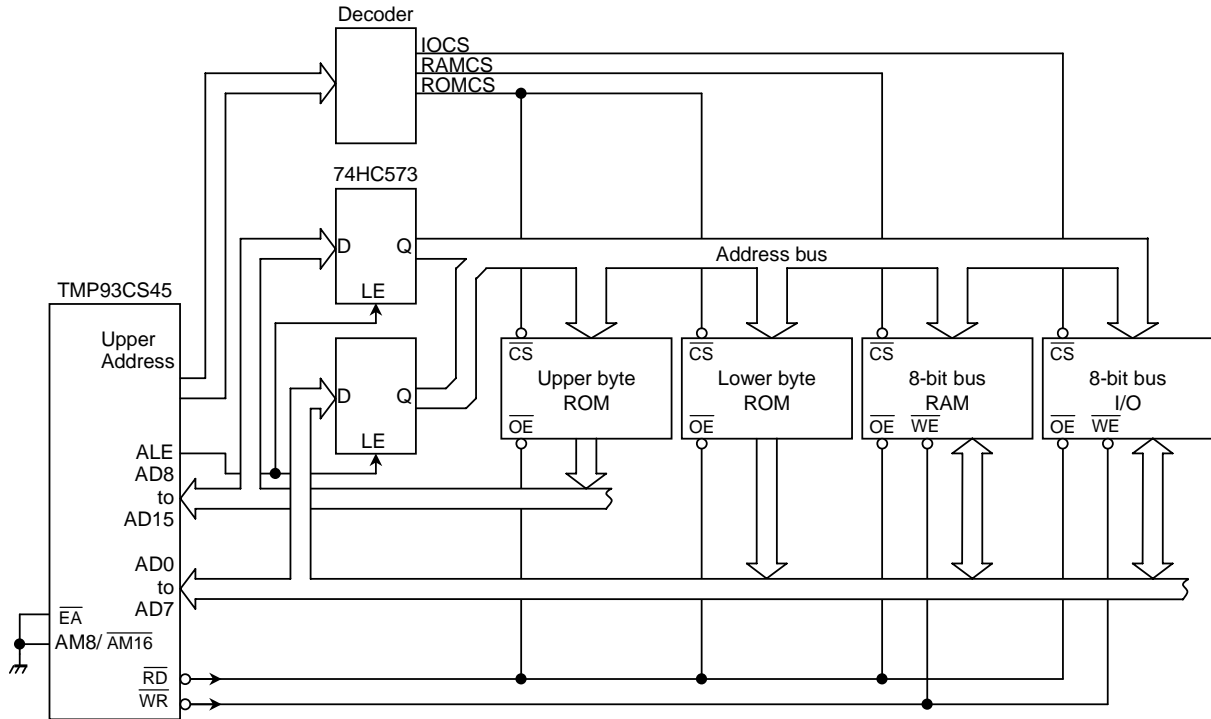 Decoder
IOCS
RAMCS
ROMCS
74HC573
D
Q
LE
Address bus
TMP93CS45
Upper
Address
D
Q
LE
CS
Upper byte
ROM
OE
CS
Lower byte
ROM
OE
CS
8-bit bus
RAM
OE
WE
CS
8-bit bus
I/O
OE
WE
ALE
AD8
to
AD15
AD0
to
AD7
EA
AM8/ AM16
RD
WR